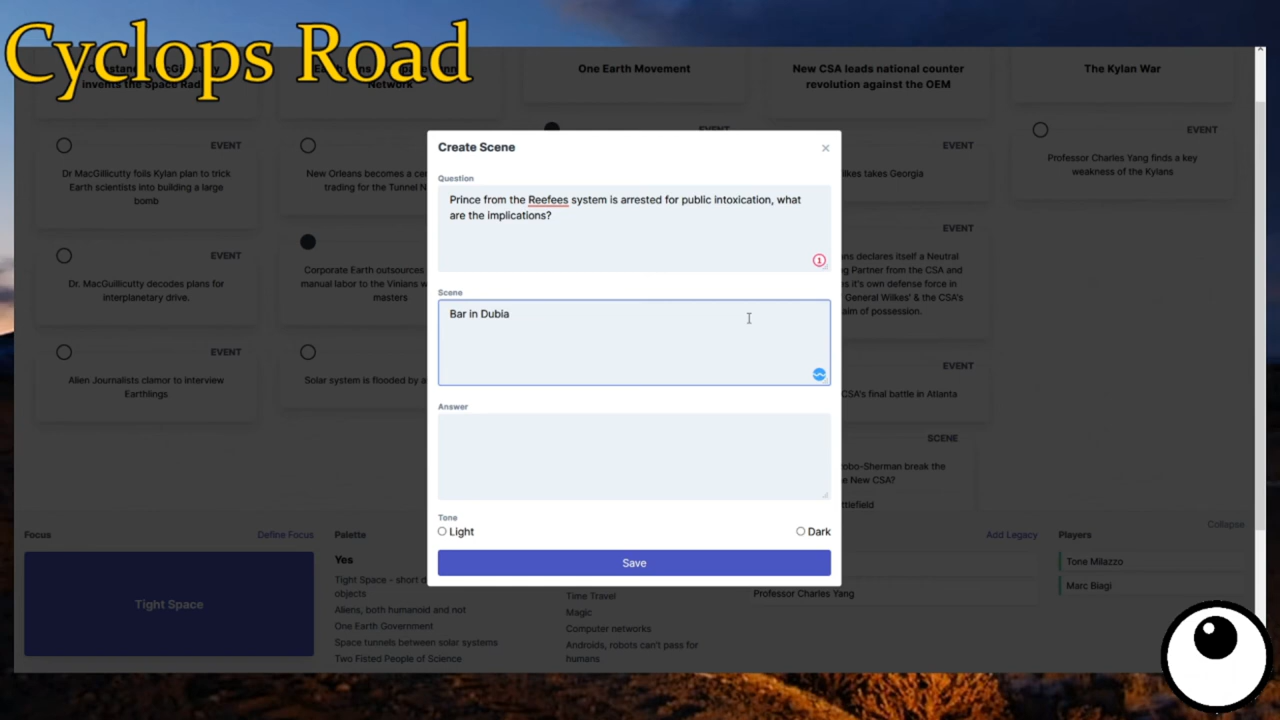 Cyclops Road
invents the Space Rad
Network
One Earth Movement
New CSA leads national counter
revolution against the OEM
The Kylan War
EVENT
Dr MacGillicutty foils Kylan plan to trick
Earth scientists into building a large
bomb
EVENT
Dr. MacGillicutty decodes plans for
interplanetary drive.
EVENT
Alien Journalists clamor to interview
Earthlings
New Orleans becomes a cen
trading for the Tunnel N
Corporate Earth outsources
manual labor to the Vinians w
masters
Solar system is flooded by a
EVENT
EVENT
ilkes takes Georgia
EVENT
ns declares itself a Neutral
g Partner from the CSA and
es it's own defense force in
General Wilkes' & the CSA's
aim of possession.
EVENT
CSA's final battle in Atlanta
SCENE
obo-Sherman break the
e New CSA?
ttlefield
EVENT
Professor Charles Yang finds a key
weakness of the Kylans
Create Scene
×
Question
Prince from the Reefees system is arrested for public intoxication, what
are the implications?
1
Scene
Bar in Dubia
Answer
Tone
Light
Dark
Save
Focus
Define Focus
Tight Space
Palette
Yes
Tight Space - short d
objects
Aliens, both humanoid and not
One Earth Government
Space tunnels between solar systems
Two Fisted People of Science
Time Travel
Magic
Computer networks
Androids, robots can't pass for
humans
Add Legacy
Professor Charles Yang
Collapse
Players
Tone Milazzo
Marc Biagi